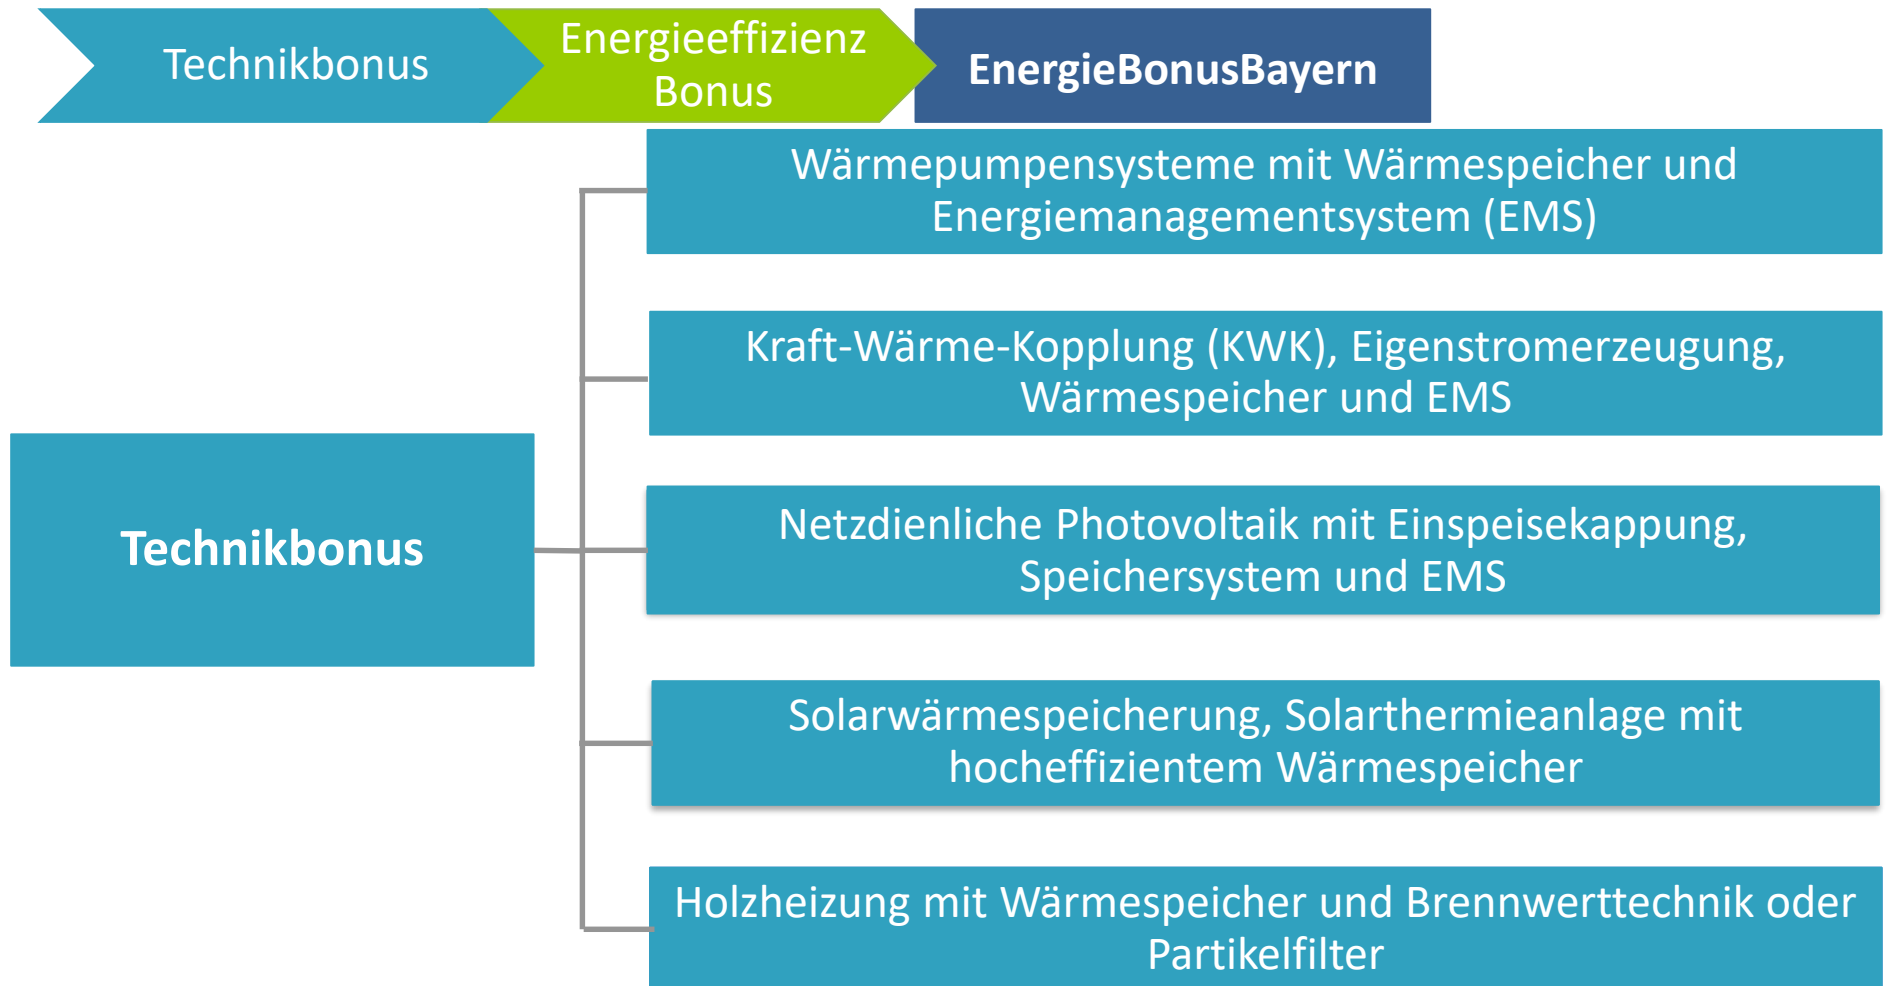 Technikbonus
Energieeffizienz
Bonus
EnergieBonusBayern
Wärmepumpensysteme mit Wärmespeicher und
Energiemanagementsystem (EMS)
Kraft-Wärme-Kopplung (KWK), Eigenstromerzeugung,
Wärmespeicher und EMS
Technikbonus
Netzdienliche Photovoltaik mit Einspeisekappung,
Speichersystem und EMS
Solarwärmespeicherung, Solarthermieanlage mit
hocheffizientem Wärmespeicher
Holzheizung mit Wärmespeicher und Brennwerttechnik oder
Partikelfilter